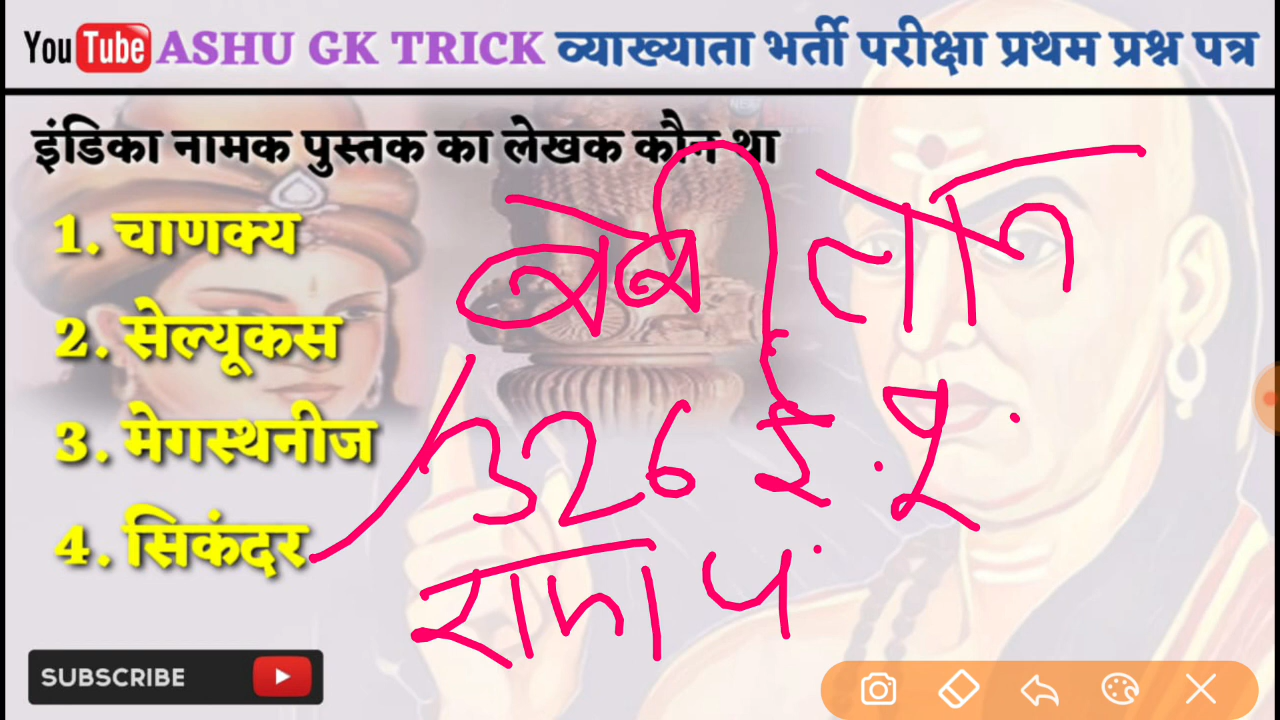 YouTube ASHU GK TRICK व्याख्याता भर्ती परीक्षा प्रथम प्रश्न पत्र
इंडिका नामक पुस्तक का लेखक कौन था
1. चाणक्य
2. सेल्यूकस
3. मेगस्थनीज
4. सिकंदर
326 ई.पू.
SUBSCRIBE